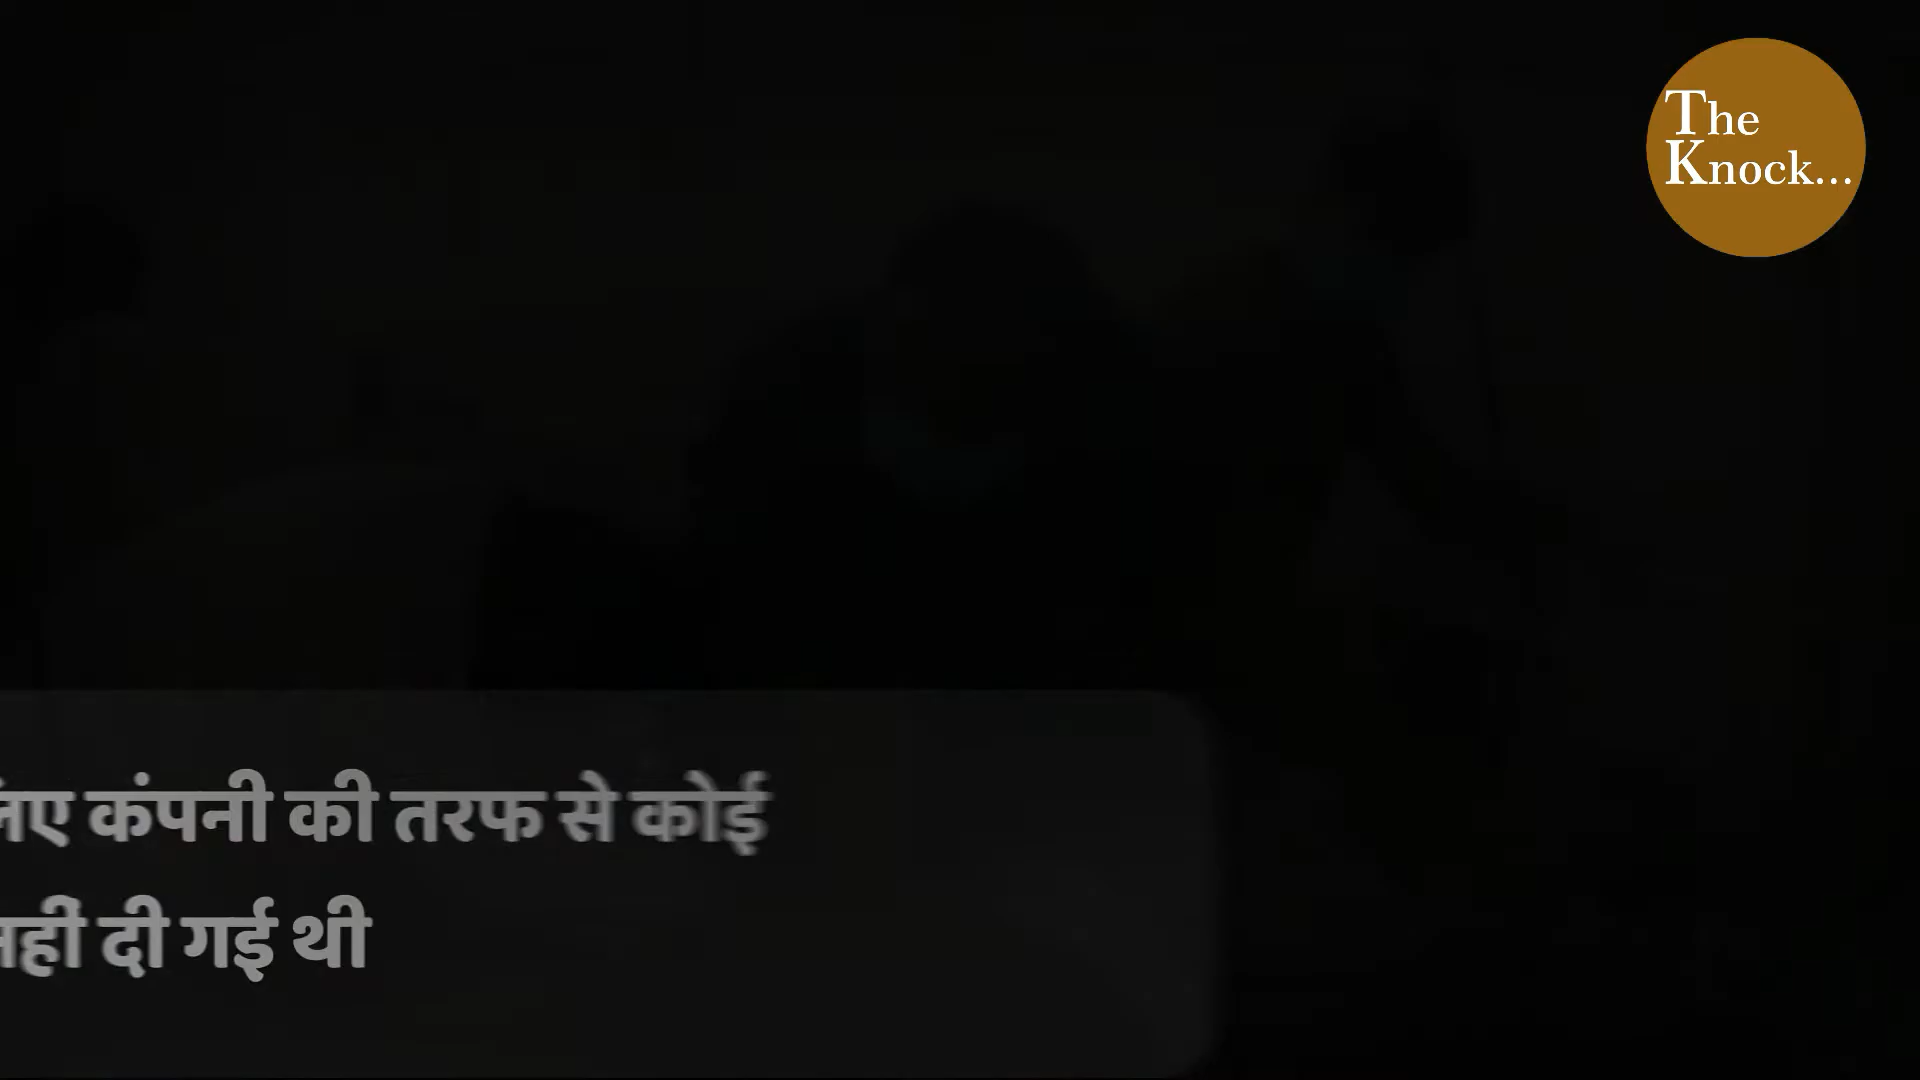 The
Knock...
कंपनी की तरफ से कोई
दी गई थी